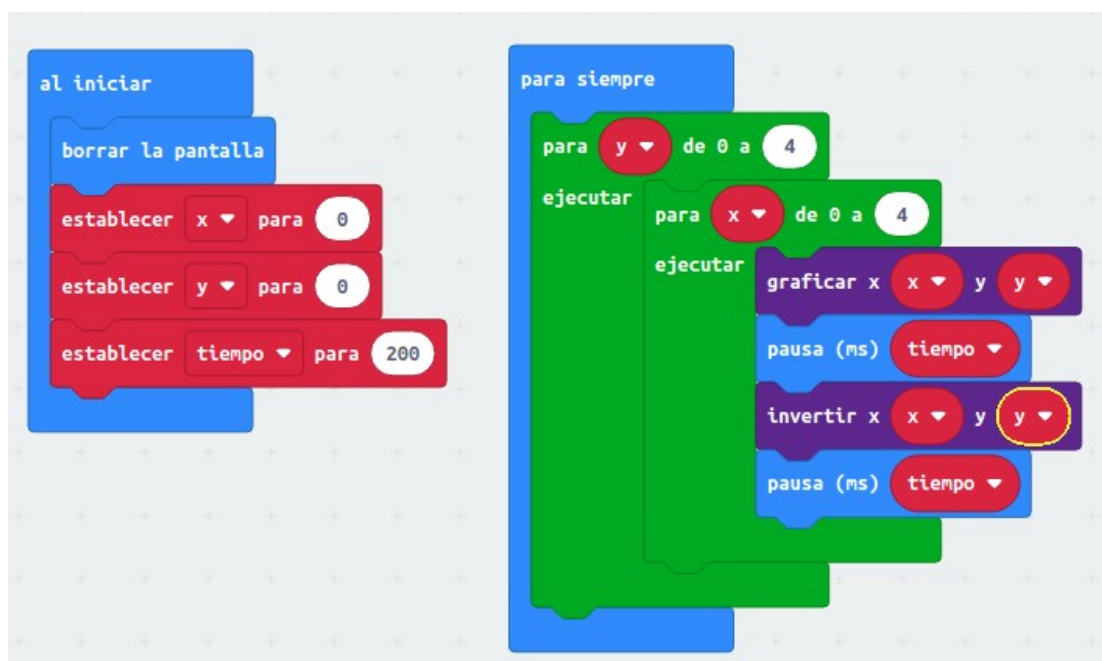 al iniciar
borrar la pantalla
establecer x para 0
establecer y para 0
establecer tiempo para 200
para siempre
para y de 0 a 4
ejecutar
para x de 0 a 4
ejecutar
graficar x x y y
pausa (ms) tiempo
invertir x x y y
pausa (ms) tiempo